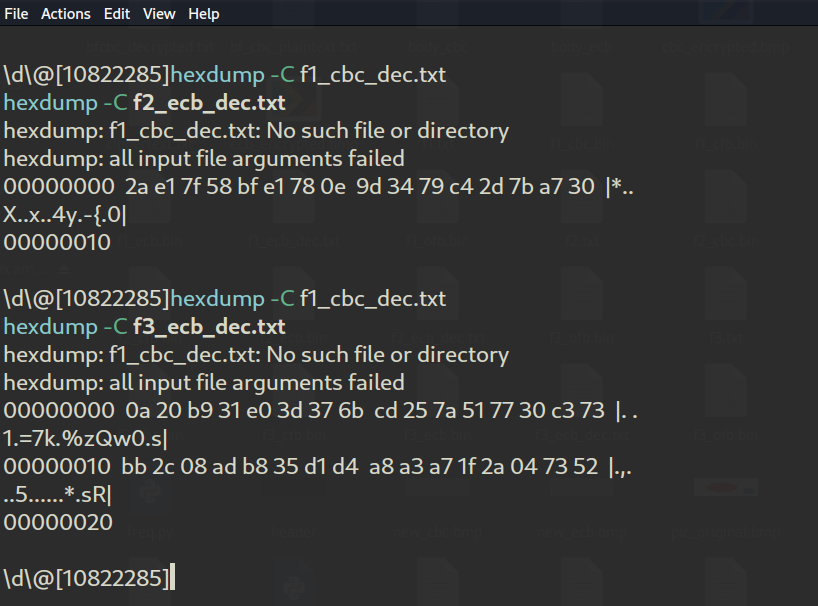 File Actions Edit View Help
\d\@[10822285]hexdump -C f1_cbc_dec.txt
hexdump -C f2_ecb_dec.txt
hexdump: f1_cbc_dec.txt: No such file or directory
hexdump: all input file arguments failed
00000000  2a e1 7f 58 bf e1 78 0e  9d 34 79 c4 2d 7b a7 30  |*..
X..x..4y.-{.0|
00000010
\d\@[10822285]hexdump -C f1_cbc_dec.txt
hexdump -C f3_ecb_dec.txt
hexdump: f1_cbc_dec.txt: No such file or directory
hexdump: all input file arguments failed
00000000  0a 20 b9 31 e0 3d 37 6b  cd 25 7a 51 77 30 c3 73  |. .
1.=7k.%zQw0.s|
00000010  bb 2c 08 ad b8 35 d1 d4  a8 a3 a7 1f 2a 04 73 52  |.,.
..5......*.sR|
00000020
\d\@[10822285]